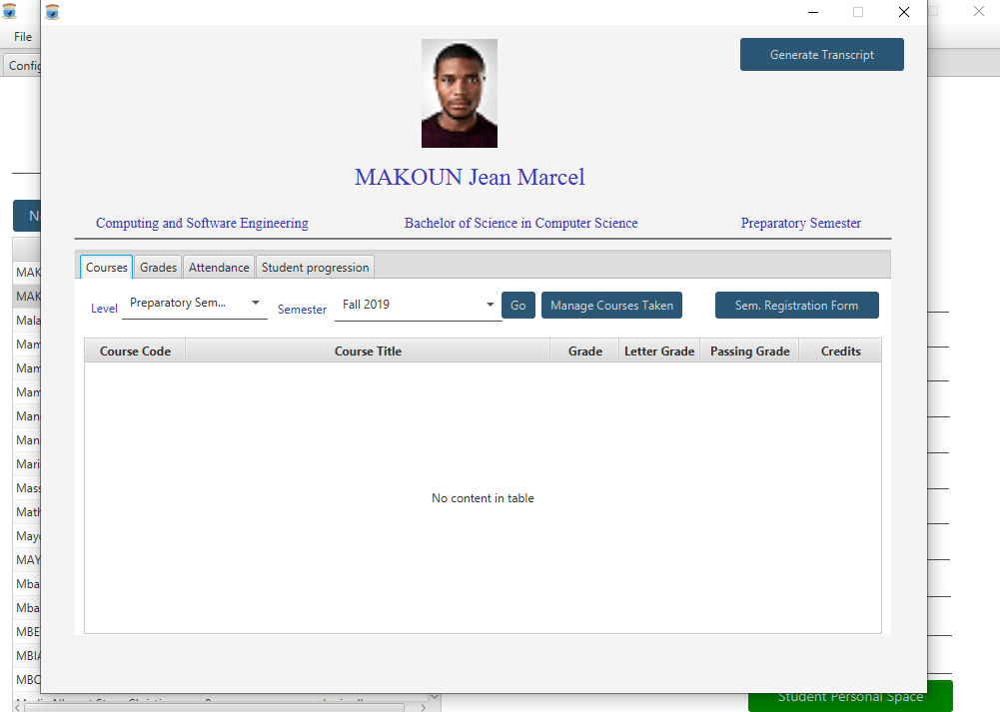 File
Config
Generate Transcript
MAKOUN Jean Marcel
Computing and Software Engineering Bachelor of Science in Computer Science Preparatory Semester
Courses Grades Attendance Student progression
Level Preparatory Sem... Semester Fall 2019 Go Manage Courses Taken Sem. Registration Form
Course Code Course Title Grade Letter Grade Passing Grade Credits
No content in table
MAK
MAK
Mala
Mam
Mam
Mam
Man
Man
Mari
Mass
Math
Mayo
MAY
Mba
Mba
MBE
MBIA
MBO
Student Personal Space